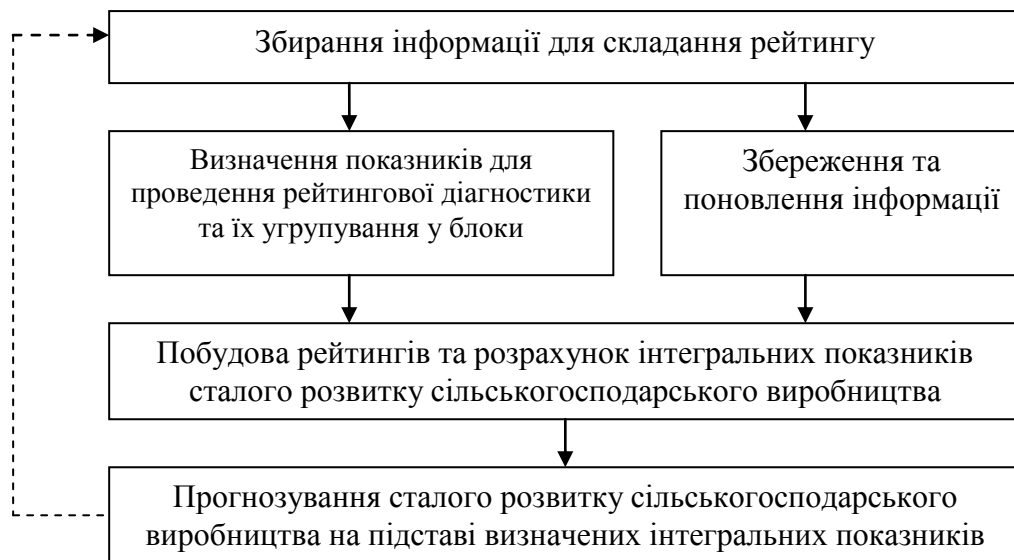 Збирання інформації для складання рейтингу
Визначення показників для
проведення рейтингової діагностики
та їх угрупування у блоки
Збереження та
поновлення інформації
Побудова рейтингів та розрахунок інтегральних показників
сталого розвитку сільськогосподарського виробництва
Прогнозування сталого розвитку сільськогосподарського
виробництва на підставі визначених інтегральних показників